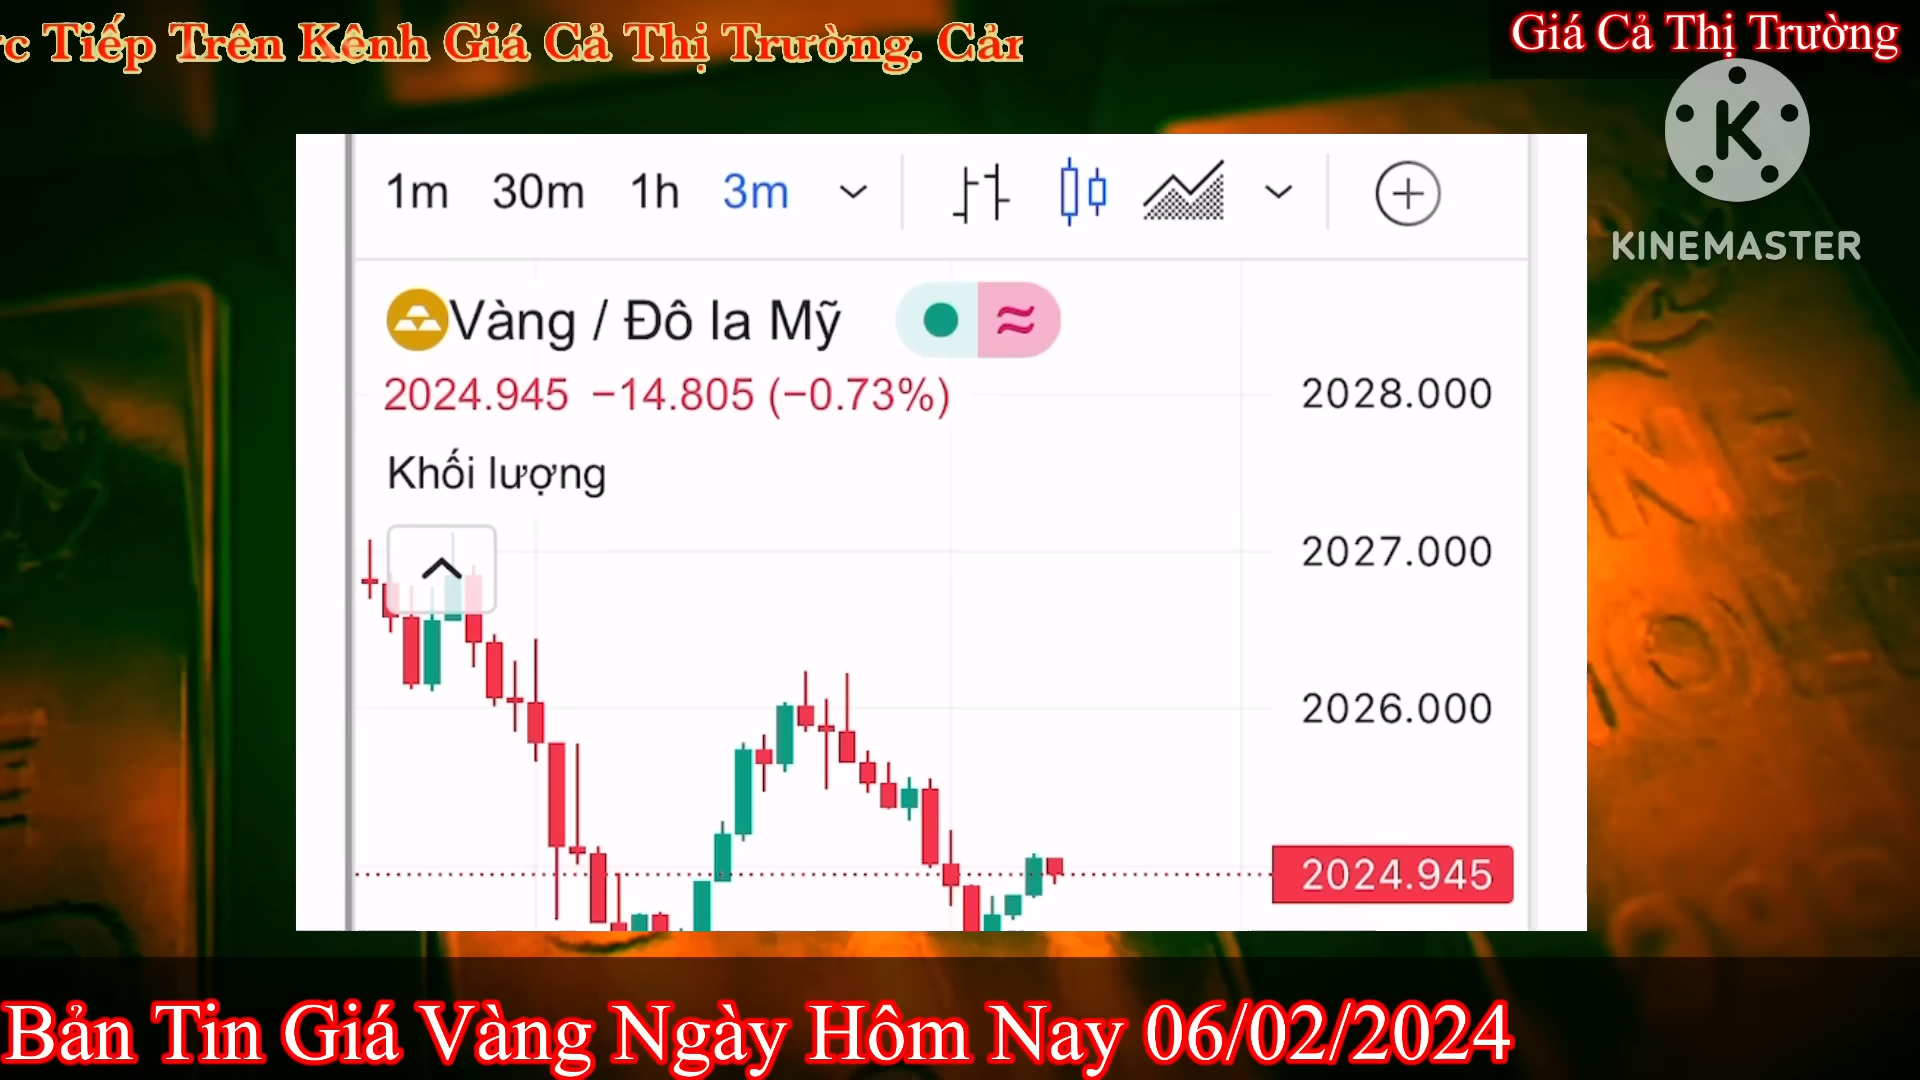 Tiếp Trên Kênh Giá Cả Thị Trường.
Giá Cả Thị Trường
K
KINEMASTER
1m 30m 1h 3m
Vàng / Đô la Mỹ
2024.945 −14.805 (−0.73%)
Khối lượng
2028.000
2027.000
2026.000
2024.945
Bản Tin Giá Vàng Ngày Hôm Nay 06/02/2024